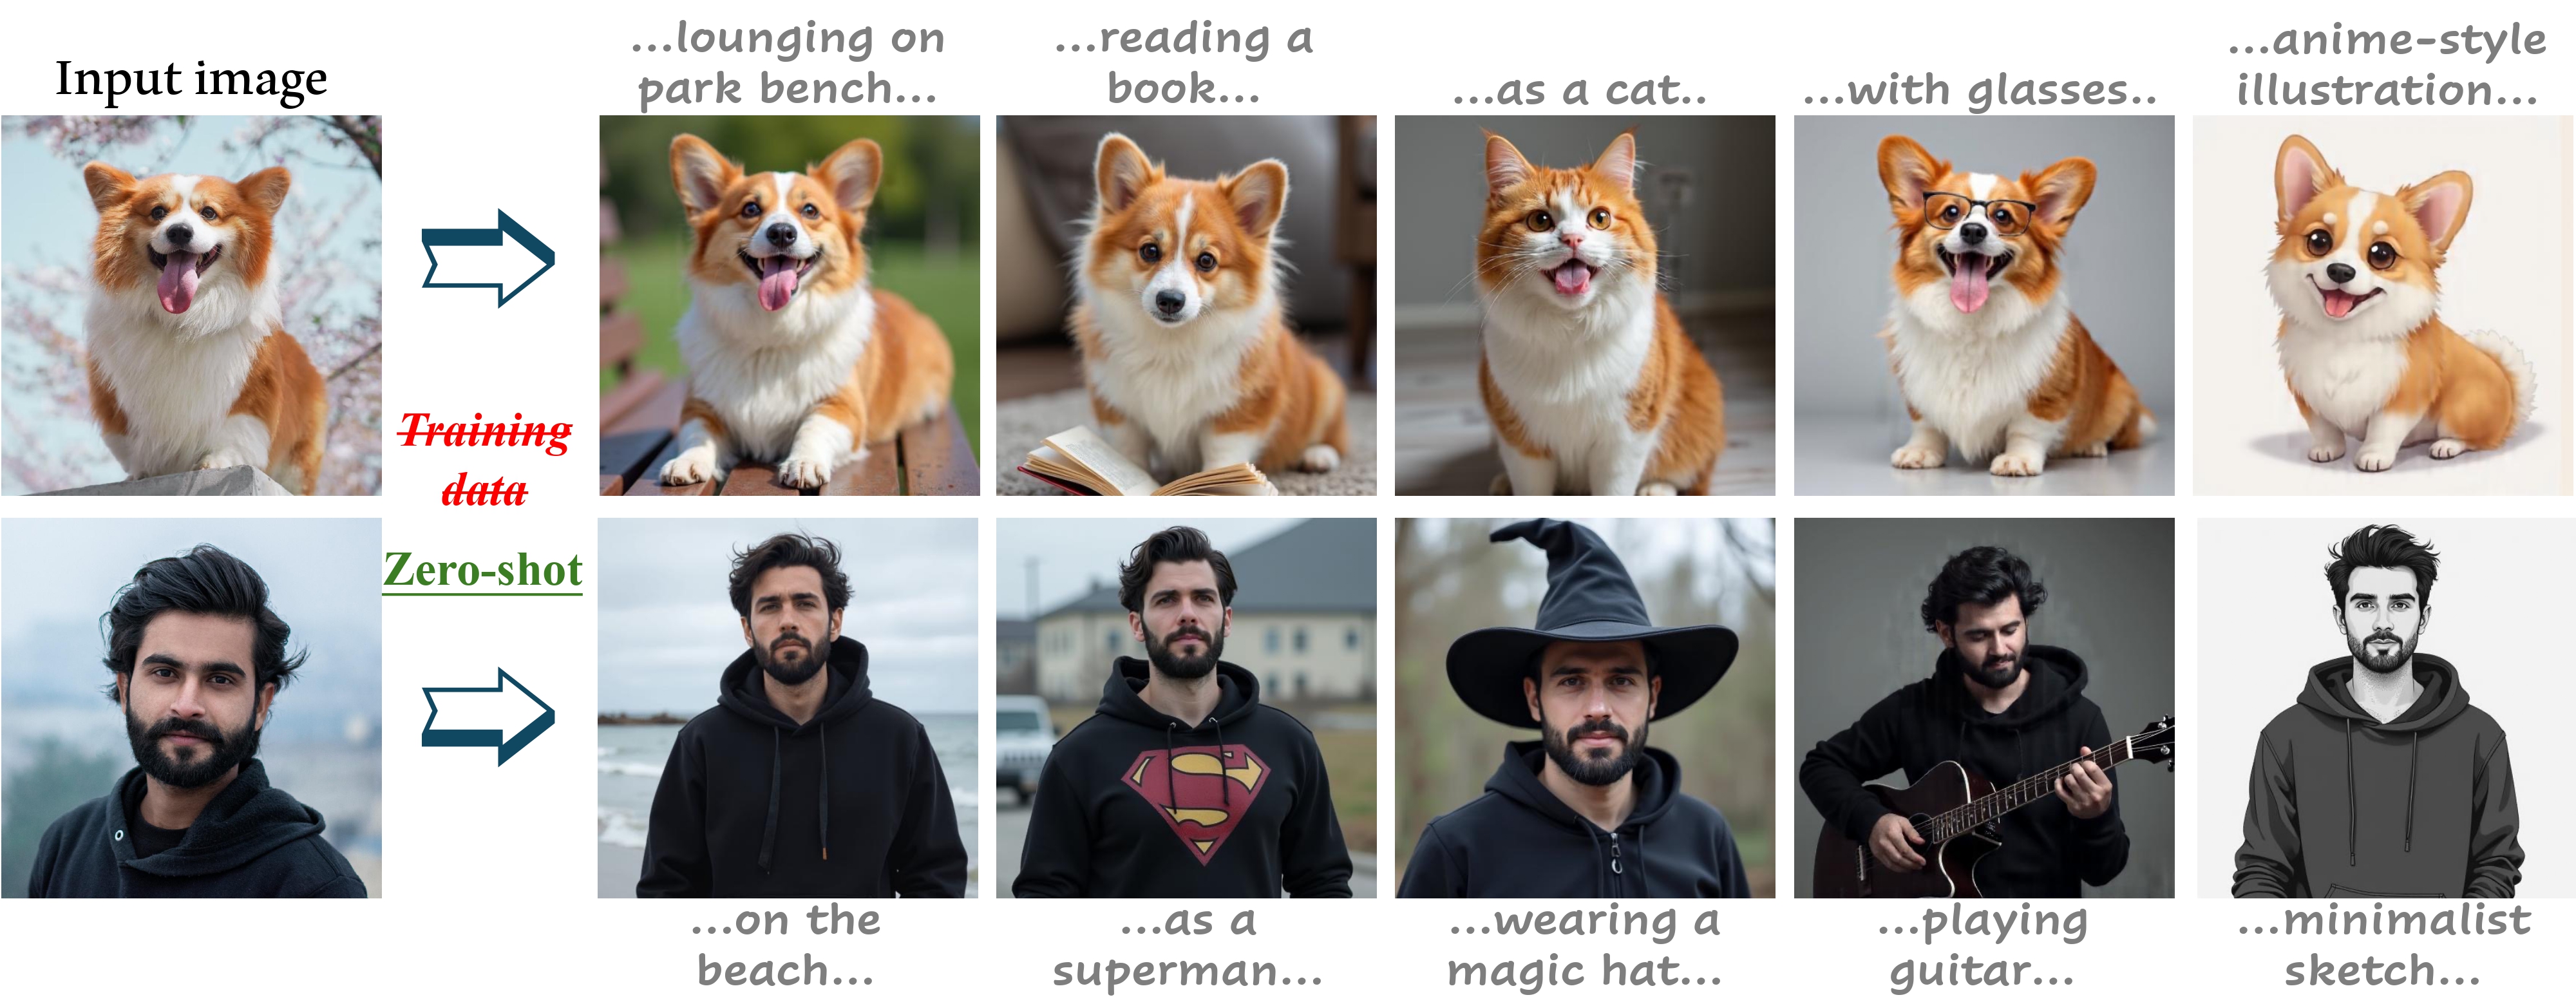 Input image
...lounging on
park bench...
...reading a
book...
...as a cat..
...with glasses..
...anime-style
illustration...
Training
data
Zero-shot
...on the
beach...
...as a
superman...
...wearing a
magic hat...
...playing
guitar...
...minimalist
sketch...